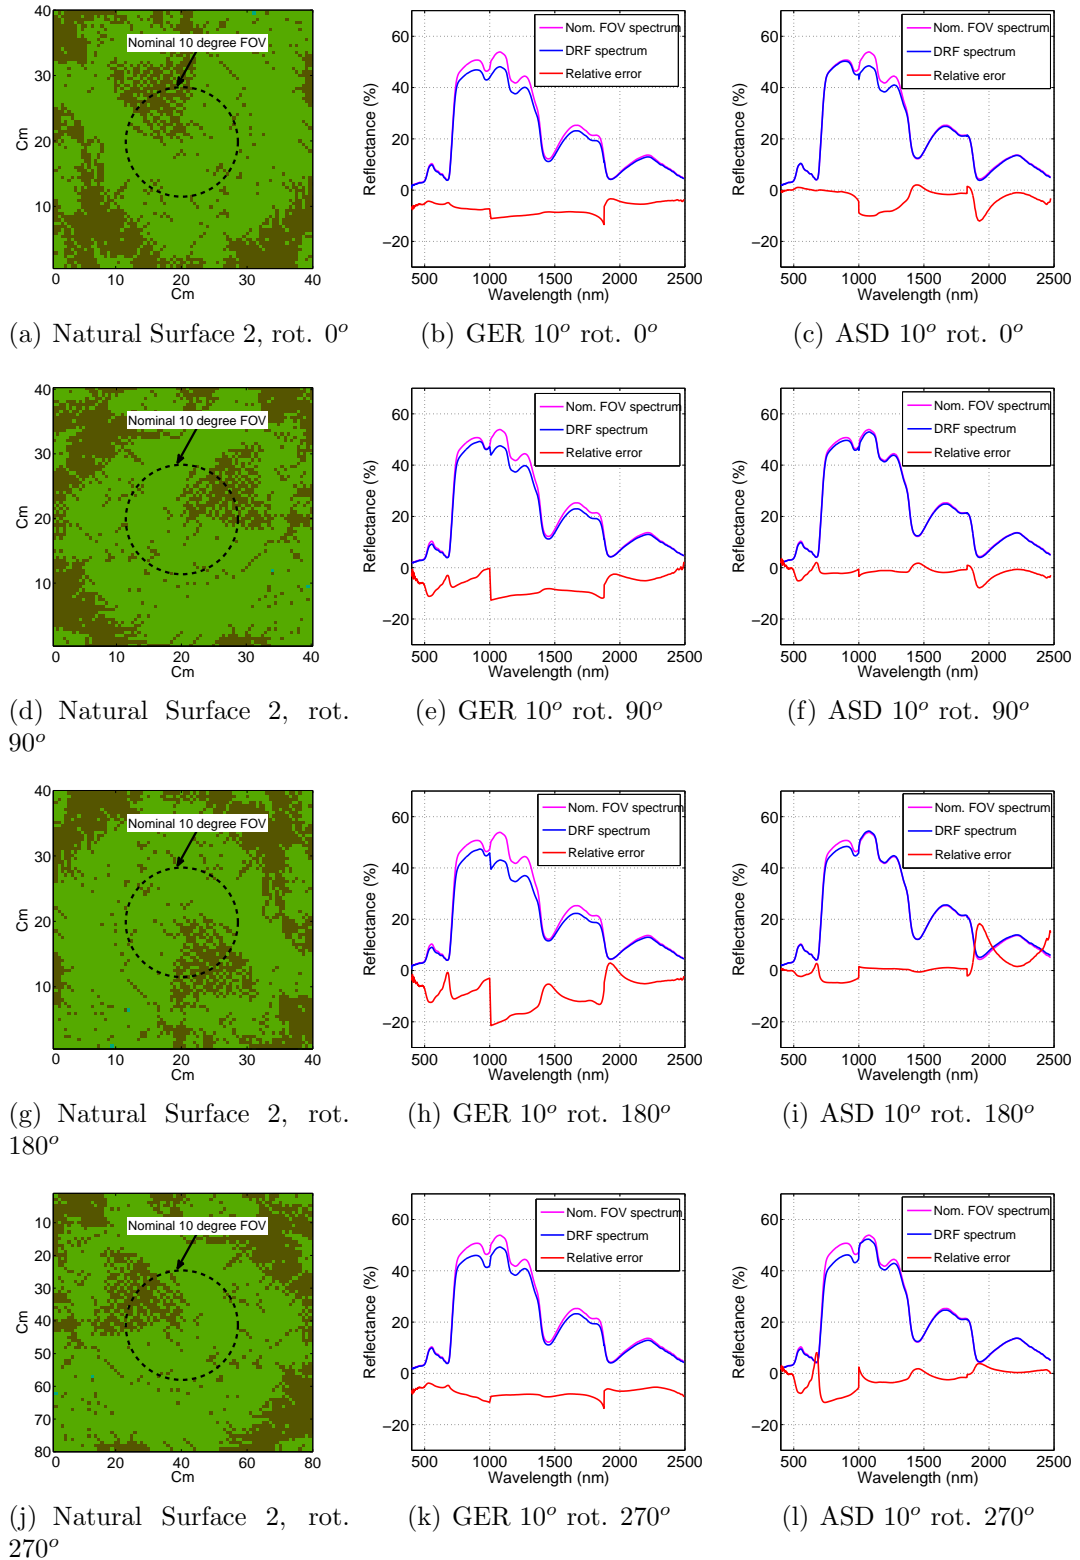 40
30
20
10
0
10
20
30
40
Cm
Cm
Nominal 10 degree FOV
60
40
20
0
−20
500
1000
1500
2000
2500
Reflectance (%)
Wavelength (nm)
Nom. FOV spectrum
DRF spectrum
Relative error
60
40
20
0
−20
500
1000
1500
2000
2500
Reflectance (%)
Wavelength (nm)
Nom. FOV spectrum
DRF spectrum
Relative error
(a) Natural Surface 2, rot. 0°
(b) GER 10° rot. 0°
(c) ASD 10° rot. 0°
40
30
20
10
0
10
20
30
40
Cm
Cm
Nominal 10 degree FOV
60
40
20
0
−20
500
1000
1500
2000
2500
Reflectance (%)
Wavelength (nm)
Nom. FOV spectrum
DRF spectrum
Relative error
60
40
20
0
−20
500
1000
1500
2000
2500
Reflectance (%)
Wavelength (nm)
Nom. FOV spectrum
DRF spectrum
Relative error
(d) Natural Surface 2, rot.
90°
(e) GER 10° rot. 90°
(f) ASD 10° rot. 90°
40
30
20
10
0
10
20
30
40
Cm
Cm
Nominal 10 degree FOV
60
40
20
0
−20
500
1000
1500
2000
2500
Reflectance (%)
Wavelength (nm)
Nom. FOV spectrum
DRF spectrum
Relative error
60
40
20
0
−20
500
1000
1500
2000
2500
Reflectance (%)
Wavelength (nm)
Nom. FOV spectrum
DRF spectrum
Relative error
(g) Natural Surface 2, rot.
180°
(h) GER 10° rot. 180°
(i) ASD 10° rot. 180°
10
20
30
40
50
60
70
80
0
20
40
60
80
Cm
Cm
Nominal 10 degree FOV
60
40
20
0
−20
500
1000
1500
2000
2500
Reflectance (%)
Wavelength (nm)
Nom. FOV spectrum
DRF spectrum
Relative error
60
40
20
0
−20
500
1000
1500
2000
2500
Reflectance (%)
Wavelength (nm)
Nom. FOV spectrum
DRF spectrum
Relative error
(j) Natural Surface 2, rot.
270°
(k) GER 10° rot. 270°
(l) ASD 10° rot. 270°